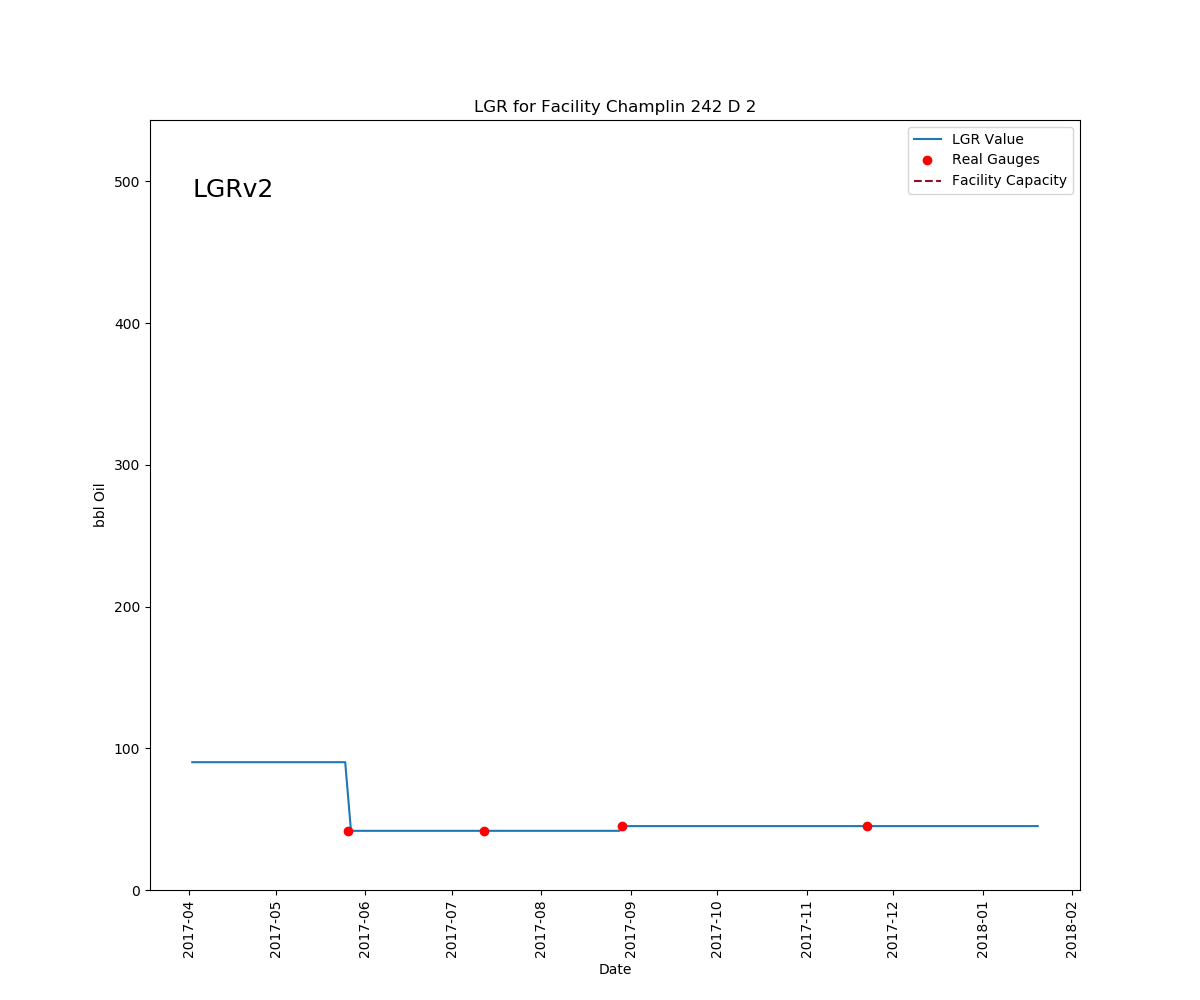 LGR for Facility Champlin 242 D 2
LGR Value
Real Gauges
Facility Capacity
LGRv2
bbl Oil
500
400
300
200
100
0
2017-04
2017-05
2017-06
2017-07
2017-08
2017-09
2017-10
2017-11
2017-12
2018-01
2018-02
Date